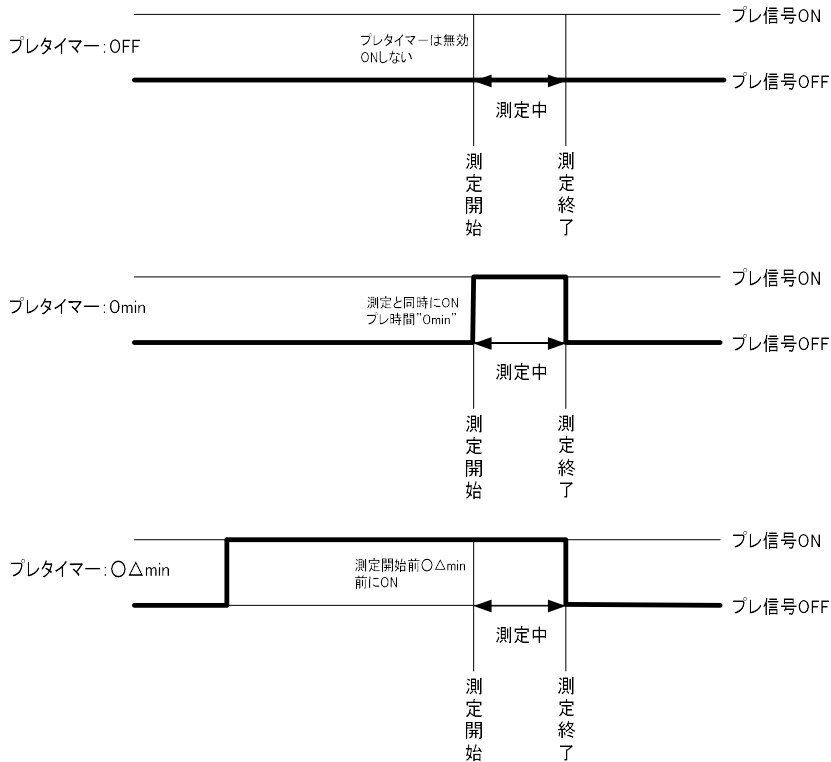 プレ信号ON
プレタイマー:OFF
プレタイマーは無効
ONしない
プレ信号OFF
測定中
測定開始
測定終了
プレ信号ON
プレタイマー:0min
測定と同時にON
プレ時間"0min"
プレ信号OFF
測定中
測定開始
測定終了
プレ信号ON
プレタイマー:〇△min
測定開始前〇△min
前にON
プレ信号OFF
測定中
測定開始
測定終了